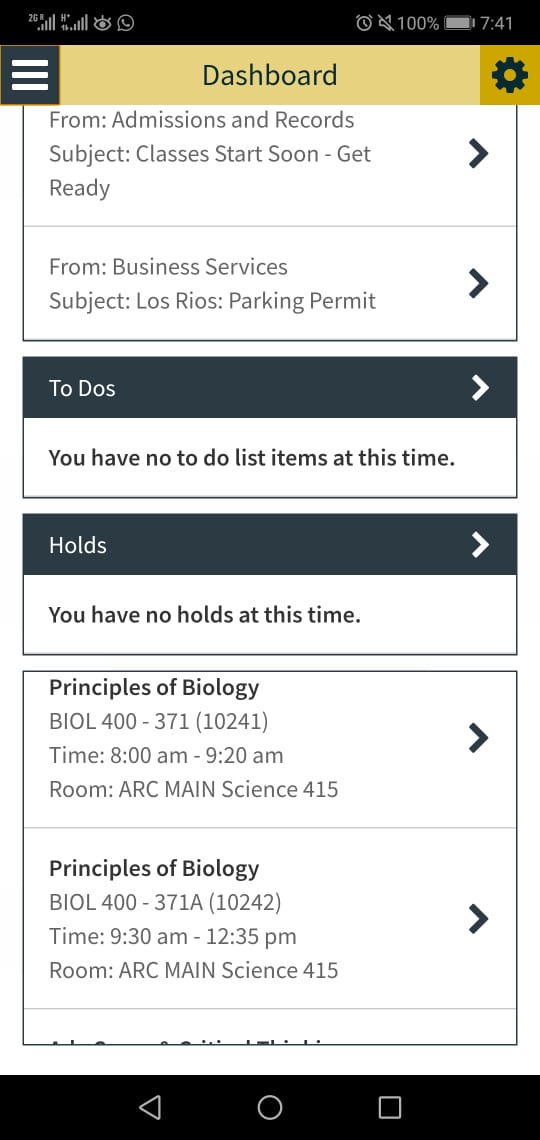 2G R H+ 100% 7:41
Dashboard
From: Admissions and Records
Subject: Classes Start Soon - Get
Ready
From: Business Services
Subject: Los Rios: Parking Permit
To Dos
You have no to do list items at this time.
Holds
You have no holds at this time.
Principles of Biology
BIOL 400 - 371 (10241)
Time: 8:00 am - 9:20 am
Room: ARC MAIN Science 415
Principles of Biology
BIOL 400 - 371A (10242)
Time: 9:30 am - 12:35 pm
Room: ARC MAIN Science 415